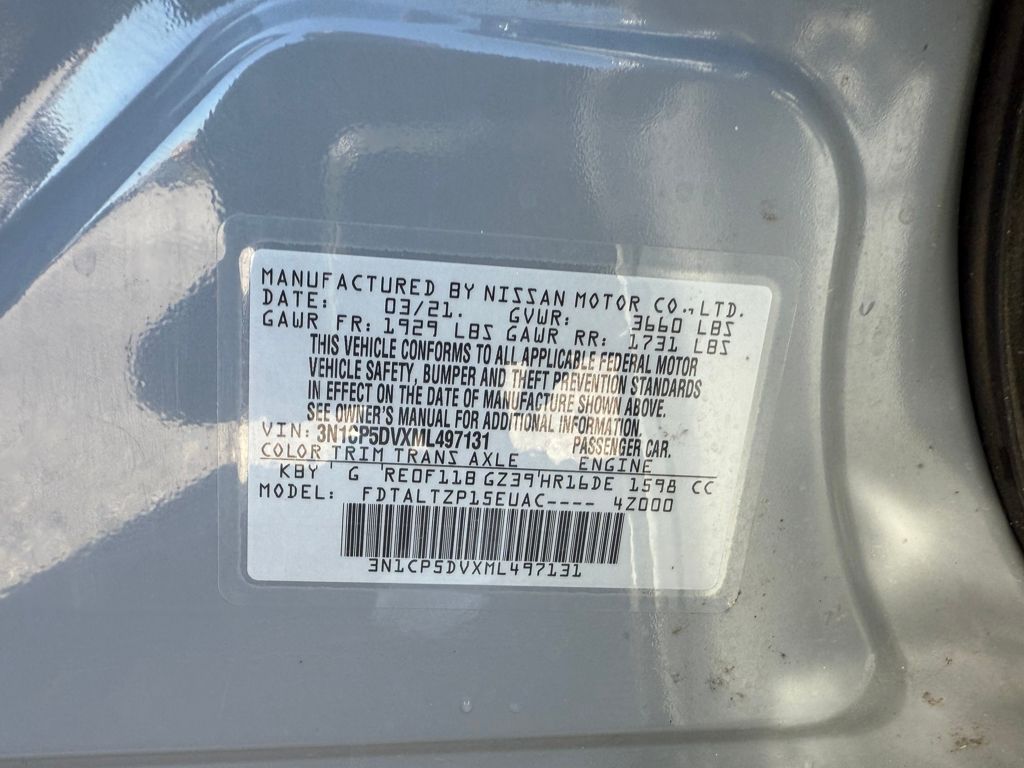 MANUFACTURED BY NISSAN MOTOR CO.,LTD.
DATE: 03/21. GVWR: 3660 LBS
GAWR FR: 1929 LBS GAWR RR: 1731 LBS
THIS VEHICLE CONFORMS TO ALL APPLICABLE FEDERAL MOTOR
VEHICLE SAFETY, BUMPER AND THEFT PREVENTION STANDARDS
IN EFFECT ON THE DATE OF MANUFACTURE SHOWN ABOVE.
SEE OWNER'S MANUAL FOR ADDITIONAL INFORMATION.
VIN: 3N1CP5DVXML497131 PASSENGER CAR.
COLOR TRIM TRANS AXLE ENGINE
KBY G RE0F11B GZ39 HR16DE 1598 CC
MODEL: FDTALTZP15EUAC---- 4Z000
3N1CP5DVXML497131